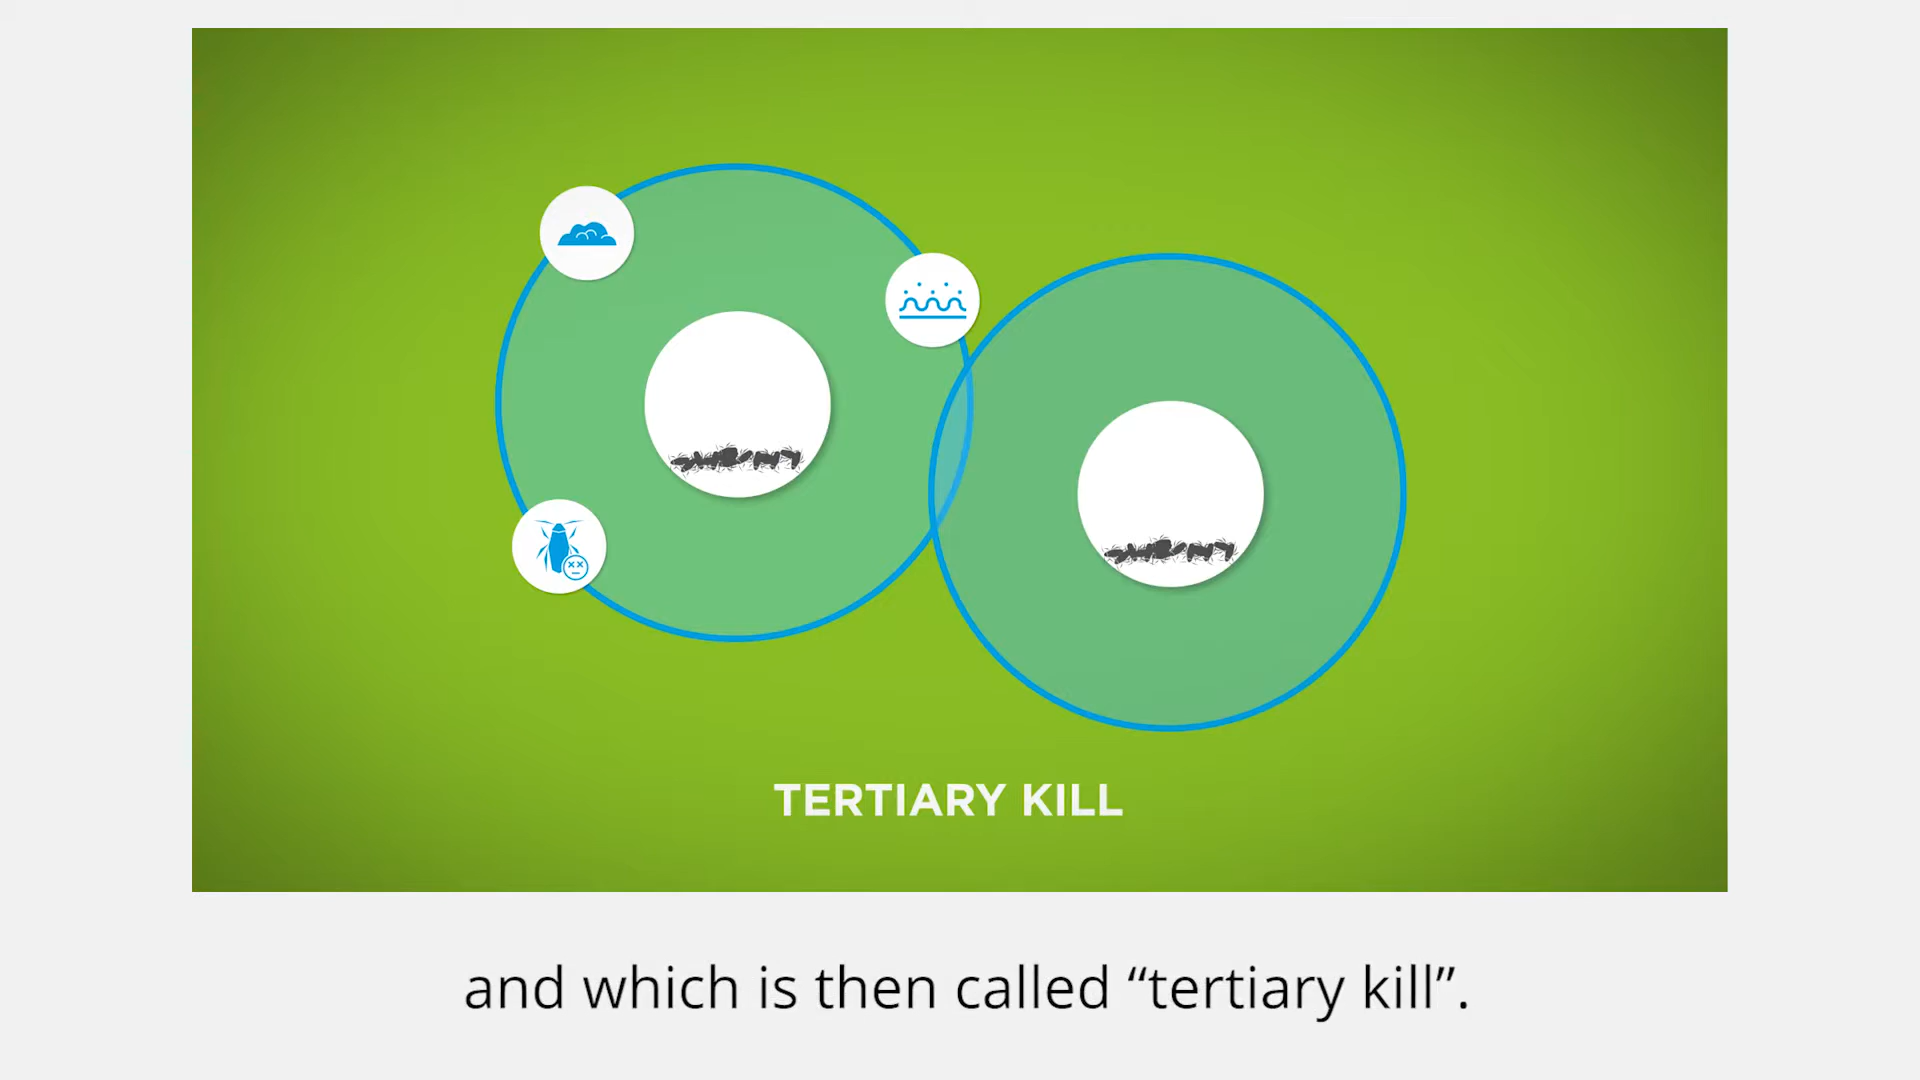 TERTIARY KILL
and which is then called “tertiary kill”.